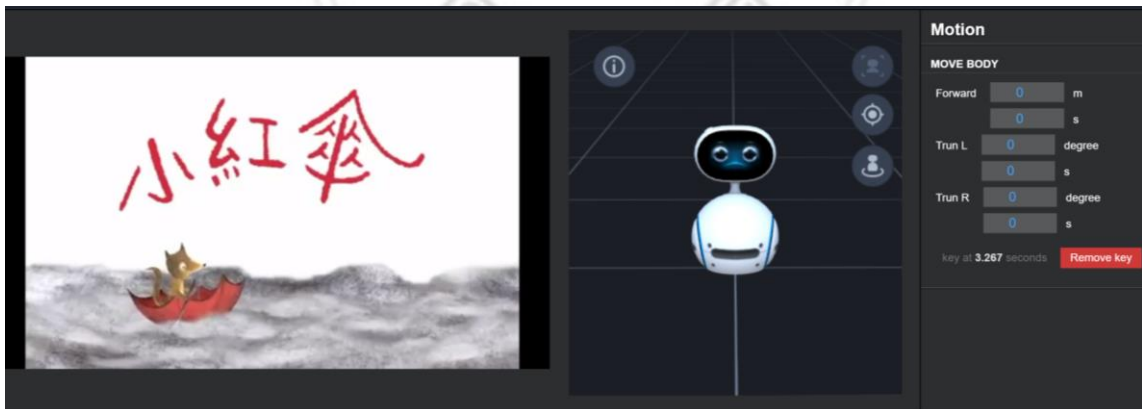 小紅傘
Motion
MOVE BODY
Forward 0 m
0 s
Trun L 0 degree
0 s
Trun R 0 degree
0 s
key at 3.267 seconds Remove key